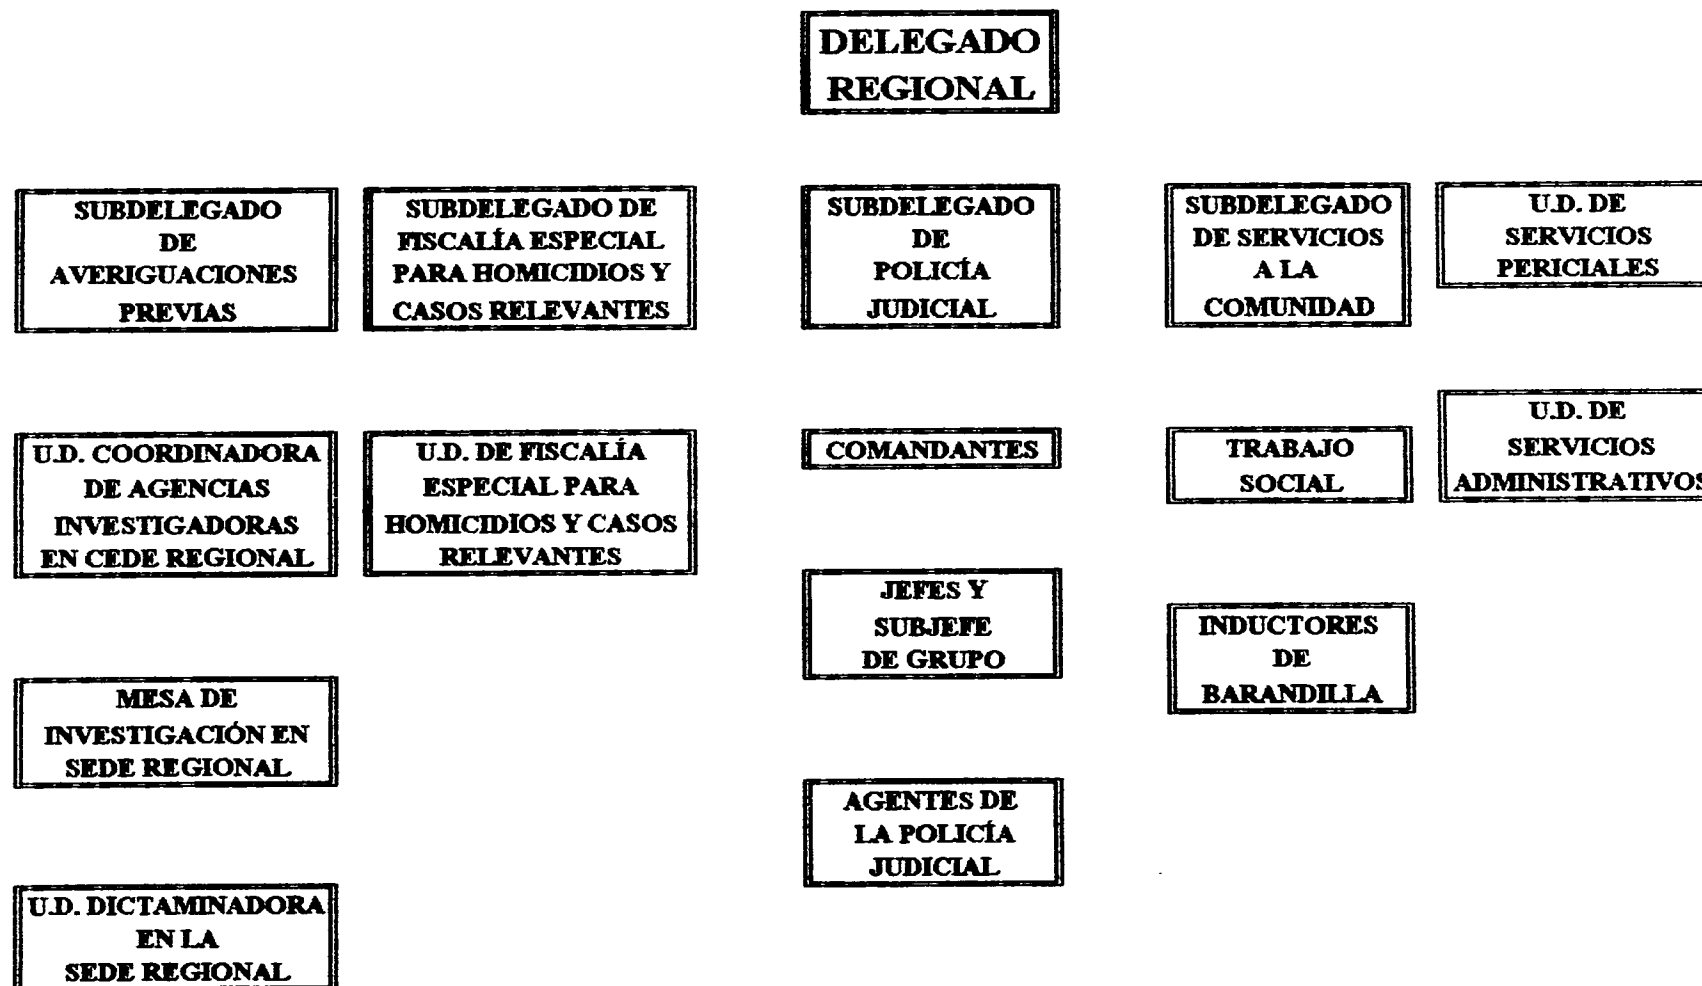 DELEGADO
REGIONAL
SUBDELEGADO
DE
AVERIGUACIONES
PREVIAS
SUBDELEGADO DE
FISCALÍA ESPECIAL
PARA HOMICIDIOS Y
CASOS RELEVANTES
SUBDELEGADO
DE
POLICÍA
JUDICIAL
SUBDELEGADO
DE SERVICIOS
A LA
COMUNIDAD
U.D. DE
SERVICIOS
PERICIALES
U.D. COORDINADORA
DE AGENCIAS
INVESTIGADORAS
EN CEDE REGIONAL
U.D. DE FISCALÍA
ESPECIAL PARA
HOMICIDIOS Y CASOS
RELEVANTES
COMANDANTES
TRABAJO
SOCIAL
U.D. DE
SERVICIOS
ADMINISTRATIVOS
JEFES Y
SUBJEFE
DE GRUPO
INDUCTORES
DE
BARANDILLA
MESA DE
INVESTIGACIÓN EN
SEDE REGIONAL
AGENTES DE
LA POLICÍA
JUDICIAL
U.D. DICTAMINADORA
EN LA
SEDE REGIONAL